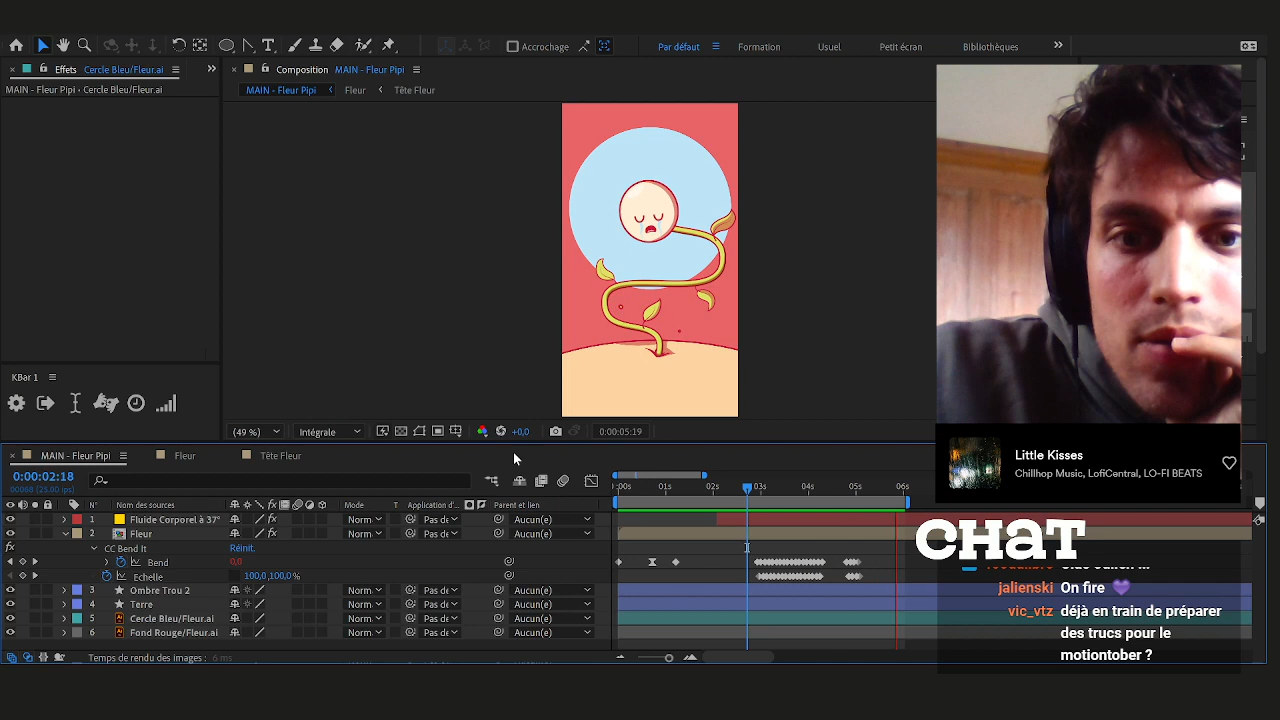 Accrochage
Par défaut
Formation
Usuel
Petit écran
Bibliothèques
Effets Cercle Bleu/Fleur.ai
Composition MAIN - Fleur Pipi
MAIN - Fleur Pipi • Cercle Bleu/Fleur.ai
MAIN - Fleur Pipi
Fleur
Tête Fleur
KBar 1
(49 %)
Intégrale
+0,0
0:00:05:19
Little Kisses
Chillhop Music, LofiCentral, LO-FI BEATS
MAIN - Fleur Pipi
Fleur
Tête Fleur
0:00:02:18
00068 (25.00 ips)
:00s 01s 02s 03s 04s 05s 06s
N° Nom des sources Mode T Application d'... Parent et lien
1 Fluide Corporel à 37° Norm Pas de Aucun(e)
2 Fleur Norm Pas de Aucun(e)
CC Bend It Réinit.
Bend 0,0
Echelle 100,0,100,0 %
3 Ombre Trou 2 Norm Pas de Aucun(e)
4 Terre Norm Pas de Aucun(e)
5 Cercle Bleu/Fleur.ai Norm Pas de Aucun(e)
6 Fond Rouge/Fleur.ai Norm Pas de Aucun(e)
Temps de rendu des images : 6 ms
CHAT
jalienski On fire 💜
vic_vtz déjà en train de préparer
des trucs pour le
motiontober ?